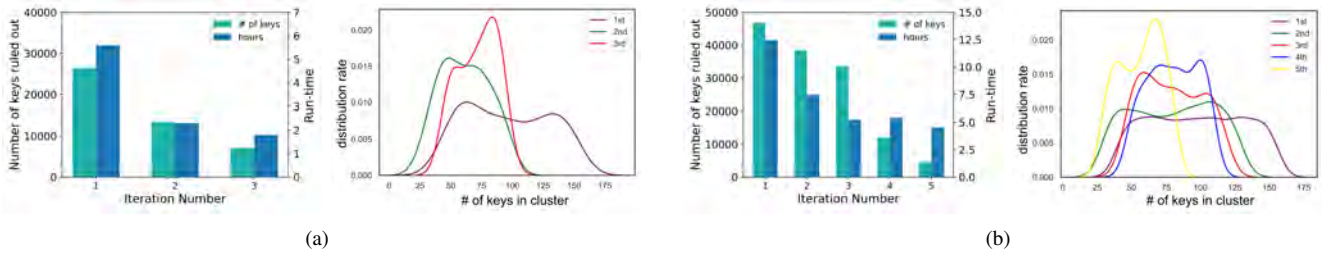 Number of keys ruled out
40000
30000
20000
10000
0
# of keys
hours
7
6
5
4
3
2
1
0
Run-time
1 2 3
Iteration Number
distribution rate
0.020
0.015
0.010
0.005
0.000
1st
2nd
3rd
0 25 50 75 100 125 150 175
# of keys in cluster
(a)
Number of keys ruled out
50000
40000
30000
20000
10000
0
# of keys
hours
15.0
12.5
10.0
7.5
5.0
2.5
0.0
Run-time
1 2 3 4 5
Iteration Number
distribution rate
0.020
0.015
0.010
0.005
0.000
1st
2nd
3rd
4th
5th
0 25 50 75 100 125 150 175
# of keys in cluster
(b)